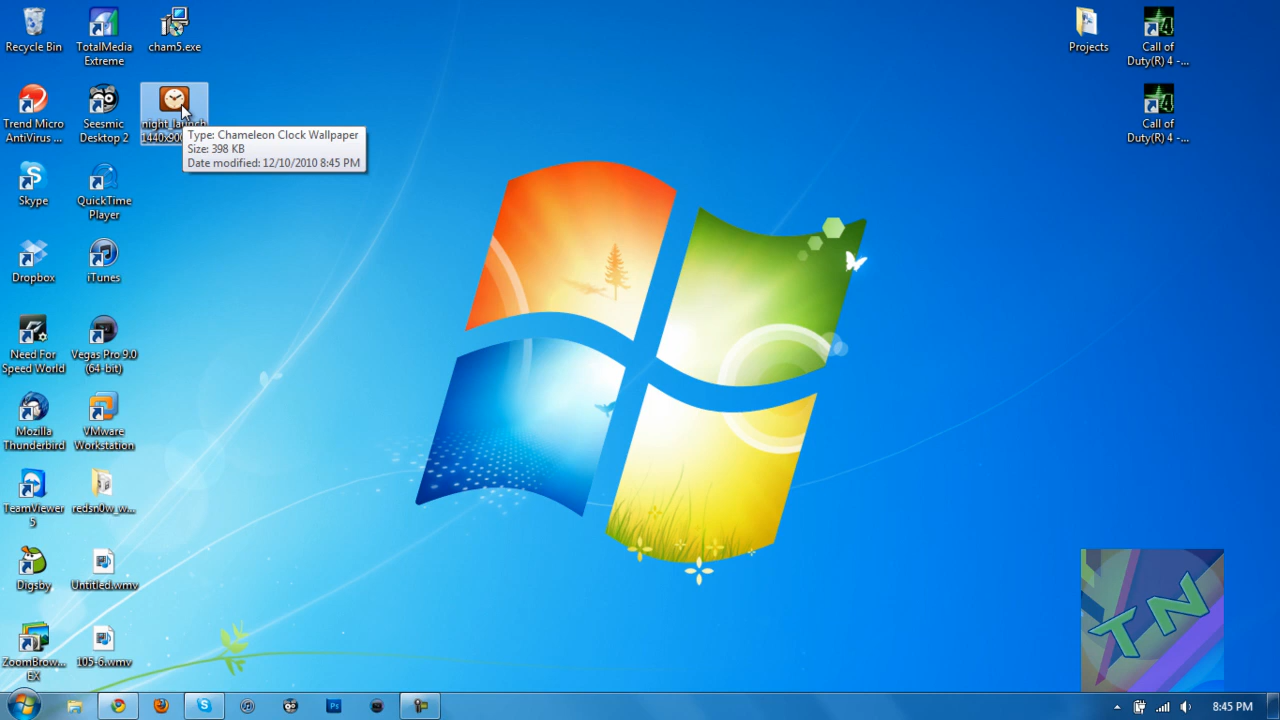 Recycle Bin
TotalMedia
Extreme
cham5.exe
Trend Micro
AntiVirus ...
Seesmic
Desktop 2
night_launch
1440x900
Type: Chameleon Clock Wallpaper
Size: 398 KB
Date modified: 12/10/2010 8:45 PM
Skype
QuickTime
Player
Dropbox
iTunes
Need For
Speed World
Vegas Pro 9.0
(64-bit)
Mozilla
Thunderbird
VMware
Workstation
TeamViewer
5
redsn0w_w...
Digsby
Untitled.wmv
ZoomBrow...
EX
105-6.wmv
Projects
Call of
Duty(R) 4 -...
Call of
Duty(R) 4 -...
TN
Ps
8:45 PM